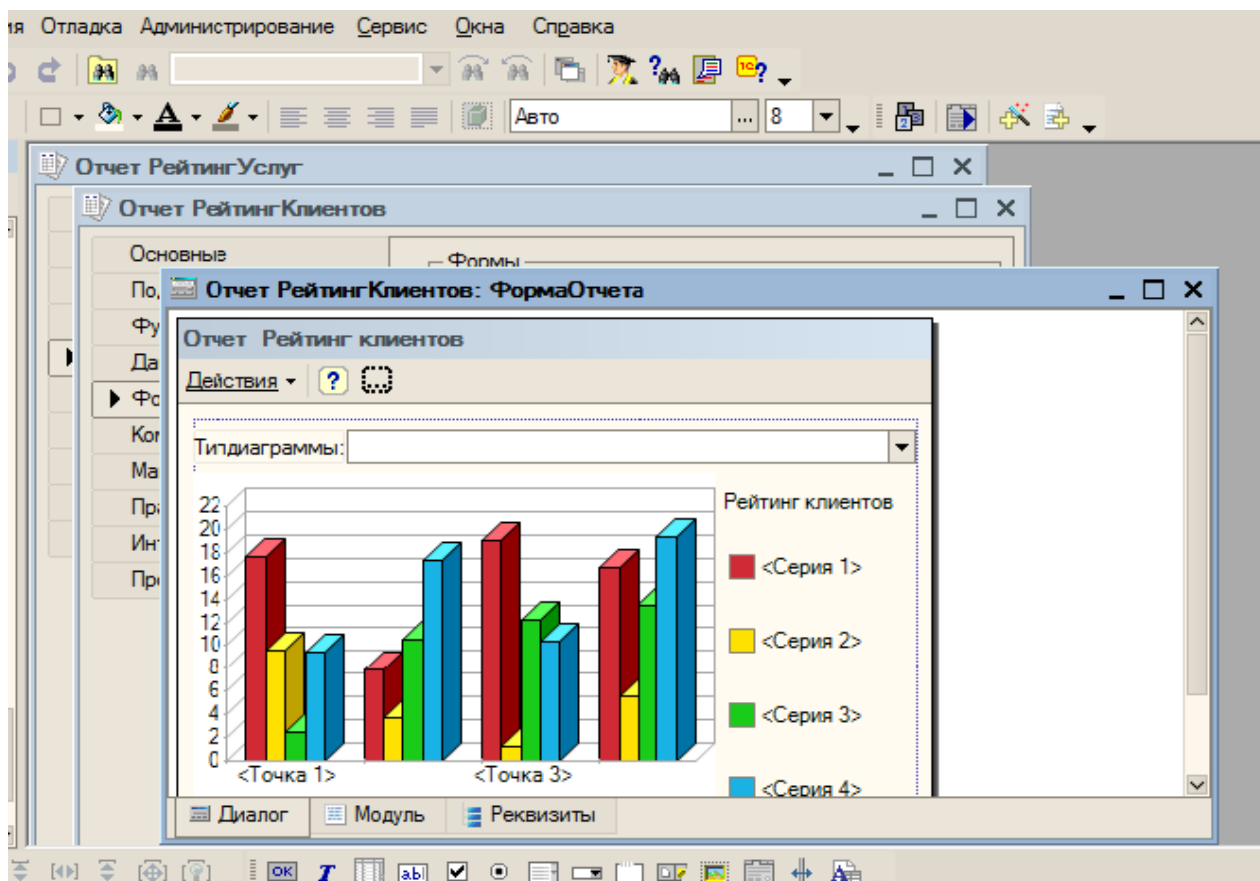 ия Отладка Администрирование Сервис Окна Справка
1С?
A Авто ... 8
Отчет РейтингУслуг
Отчет РейтингКлиентов
Основные
Формы
По
Отчет РейтингКлиентов: ФормаОтчета
Фу
Отчет Рейтинг клиентов
Да
Действия ?
Фо
Ко
Типдиаграммы:
Ма
22
Рейтинг клиентов
Пр
20
Ин
18
<Серия 1>
Пр
16
14
12
10
<Серия 2>
8
6
4
<Серия 3>
2
0
<Точка 1> <Точка 3>
<Серия 4>
Диалог Модуль Реквизиты
OK T ab A